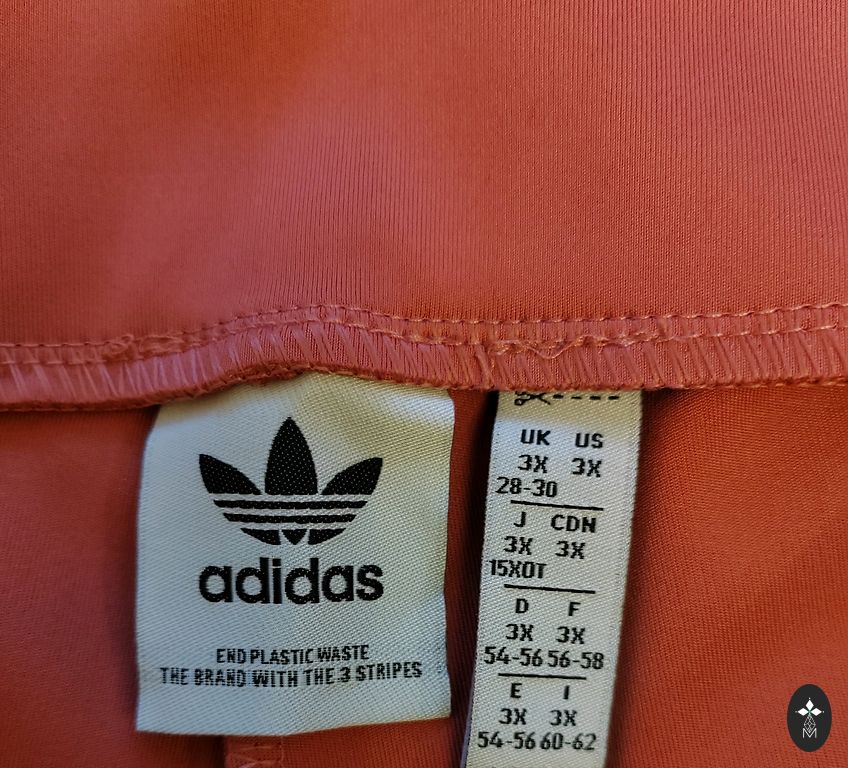 adidas
END PLASTIC WASTE
THE BRAND WITH THE 3 STRIPES
UK US
3X 3X
28-30
J CDN
3X 3X
15XOT
D F
3X 3X
54-56 56-58
E I
3X 3X
54-56 60-62
M